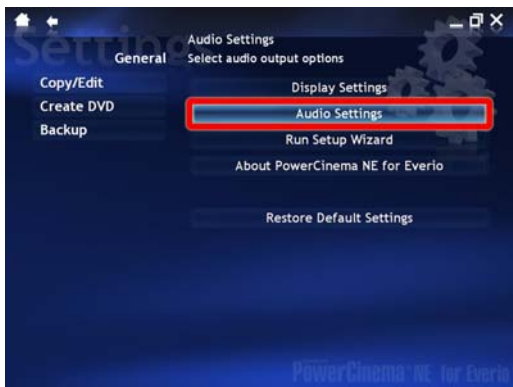 Settings
Audio Settings
Select audio output options
General
Copy/Edit
Create DVD
Backup
Display Settings
Audio Settings
Run Setup Wizard
About PowerCinema NE for Everio
Restore Default Settings
PowerCinema NE for Everio